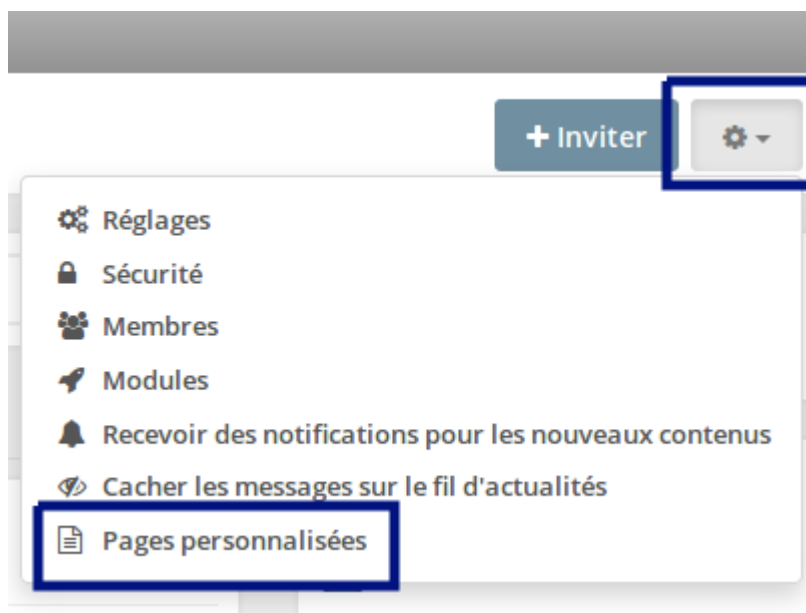 Inviter
Réglages
Sécurité
Membres
Modules
Recevoir des notifications pour les nouveaux contenus
Cacher les messages sur le fil d'actualités
Pages personnalisées